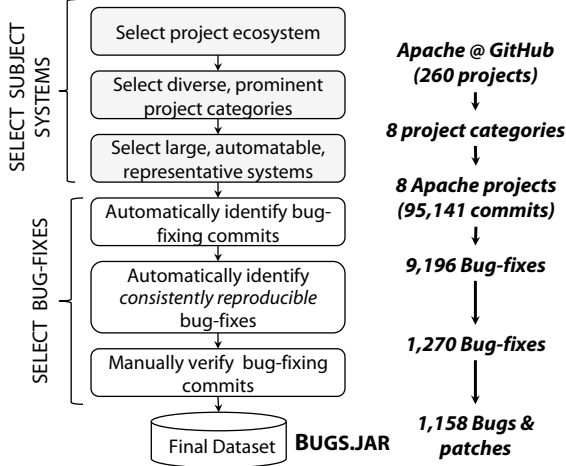 SELECT SUBJECT
SYSTEMS
Select project ecosystem
Select diverse, prominent
project categories
Select large, automatable,
representative systems
SELECT BUG-FIXES
Automatically identify bug-
fixing commits
Automatically identify
consistently reproducible
bug-fixes
Manually verify bug-fixing
commits
Final Dataset
BUGS.JAR
Apache @ GitHub
(260 projects)
8 project categories
8 Apache projects
(95,141 commits)
9,196 Bug-fixes
1,270 Bug-fixes
1,158 Bugs &
patches